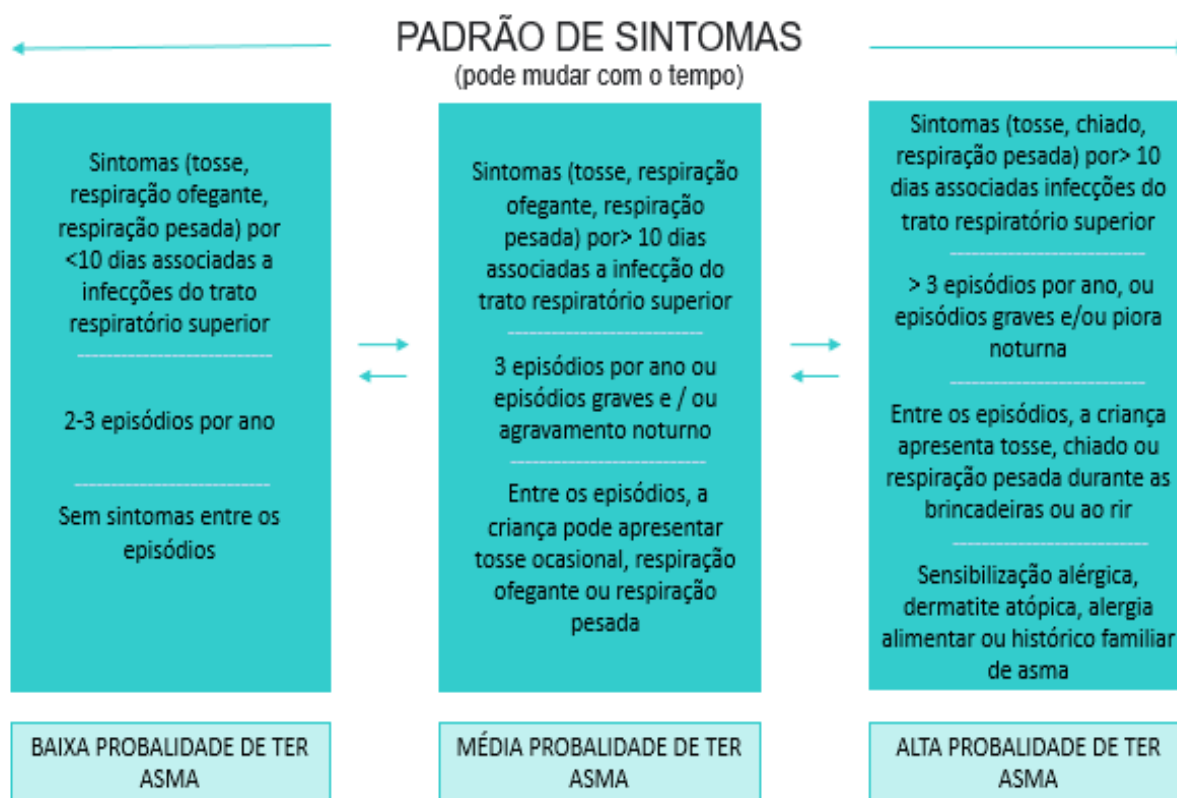 PADRÃO DE SINTOMAS
(pode mudar com o tempo)
Sintomas (tosse,
respiração ofegante,
respiração pesada) por
<10 dias associadas a
infecções do trato
respiratório superior
2-3 episódios por ano
Sem sintomas entre os
episódios
BAIXA PROBALIDADE DE TER
ASMA
Sintomas (tosse, respiração
ofegante, respiração
pesada) por> 10 dias
associadas a infecção do
trato respiratório superior
3 episódios por ano ou
episódios graves e / ou
agravamento noturno
Entre os episódios, a
criança pode apresentar
tosse ocasional, respiração
ofegante ou respiração
pesada
MÉDIA PROBALIDADE DE TER
ASMA
Sintomas (tosse, chiado,
respiração pesada) por> 10
dias associadas infecções do
trato respiratório superior
> 3 episódios por ano, ou
episódios graves e/ou piora
noturna
Entre os episódios, a criança
apresenta tosse, chiado ou
respiração pesada durante as
brincadeiras ou ao rir
Sensibilização alérgica,
dermatite atópica, alergia
alimentar ou histórico familiar
de asma
ALTA PROBALIDADE DE TER
ASMA